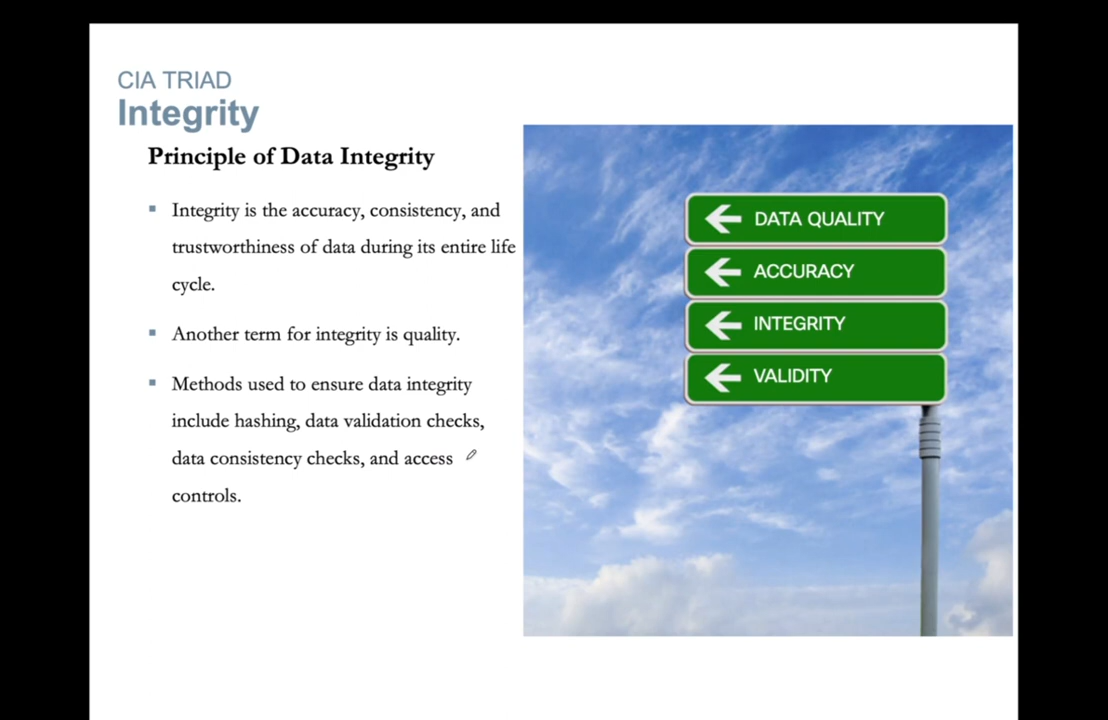 CIA TRIAD
Integrity
Principle of Data Integrity
Integrity is the accuracy, consistency, and
trustworthiness of data during its entire life
cycle.
Another term for integrity is quality.
Methods used to ensure data integrity
include hashing, data validation checks,
data consistency checks, and access
controls.
DATA QUALITY
ACCURACY
INTEGRITY
VALIDITY